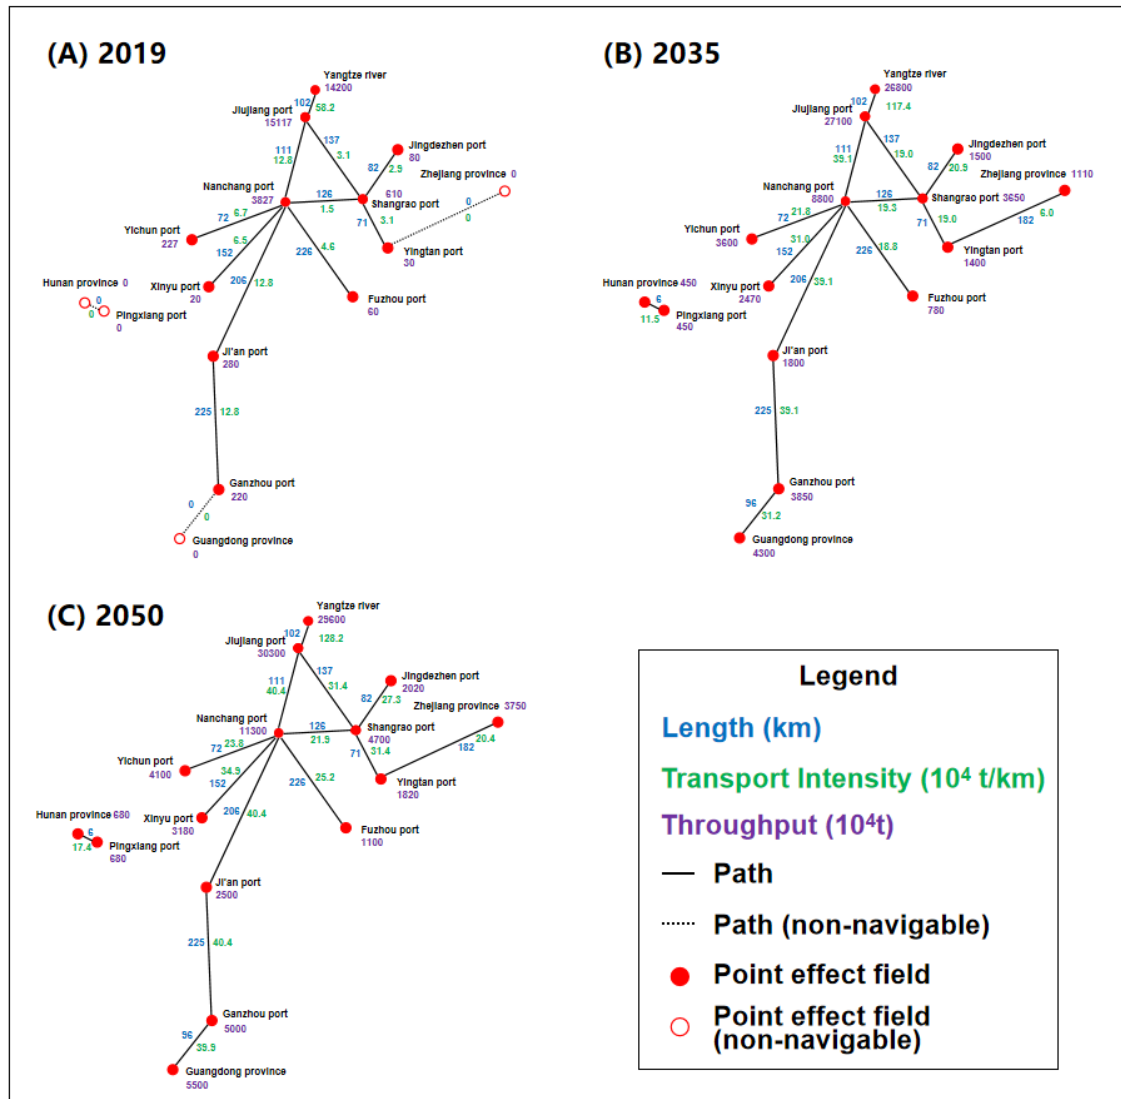 (A) 2019
Yangtze river
14200
102
58.2
Jiujiang port
15117
137
3.1
111
12.8
Jingdezhen port
80
82
2.9
Zhejiang province 0
0
0
Nanchang port
3827
126
1.5
610
Shangrao port
3.1
71
Yingtan port
30
72
6.7
Yichun port
227
6.5
152
Xinyu port
20
4.6
226
Fuzhou port
60
206
12.8
Hunan province 0
0
0
Pingxiang port
0
Ji'an port
280
225
12.8
Ganzhou port
220
0
0
Guangdong province
0
(B) 2035
Yangtze river
26800
102
117.4
Jiujiang port
27100
137
19.0
111
39.1
Jingdezhen port
1500
82
20.9
Zhejiang province 1110
182
6.0
Nanchang port
8800
126
19.3
Shangrao port 3650
71
19.0
Yingtan port
1400
72
21.8
Yichun port
3600
31.0
152
Xinyu port
2470
18.8
226
Fuzhou port
780
206
39.1
Hunan province 450
6
11.5
Pingxiang port
450
Ji'an port
1800
225
39.1
Ganzhou port
3850
96
31.2
Guangdong province
4300
(C) 2050
Yangtze river
29600
102
128.2
Jiujiang port
30300
137
31.4
111
40.4
Jingdezhen port
2020
82
27.3
Zhejiang province 3750
182
20.4
Nanchang port
11300
126
21.9
Shangrao port
4700
31.4
71
Yingtan port
1820
72
23.8
Yichun port
4100
34.9
152
Xinyu port
3180
25.2
226
Fuzhou port
1100
206
40.4
Hunan province 680
6
17.4
Pingxiang port
680
Ji'an port
2500
225
40.4
Ganzhou port
5000
96
39.9
Guangdong province
5500
Legend
Length (km)
Transport Intensity (10⁴ t/km)
Throughput (10⁴t)
Path
Path (non-navigable)
Point effect field
Point effect field
(non-navigable)